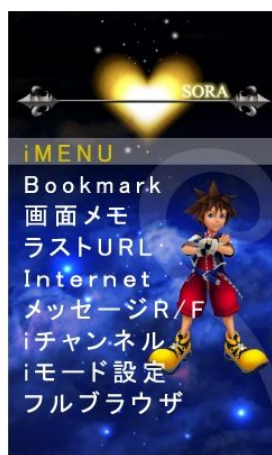 SORA
iMENU
Bookmark
画面メモ
ラストURL
Internet
メッセージR/F
iチャンネル
iモード設定
フルブラウザ